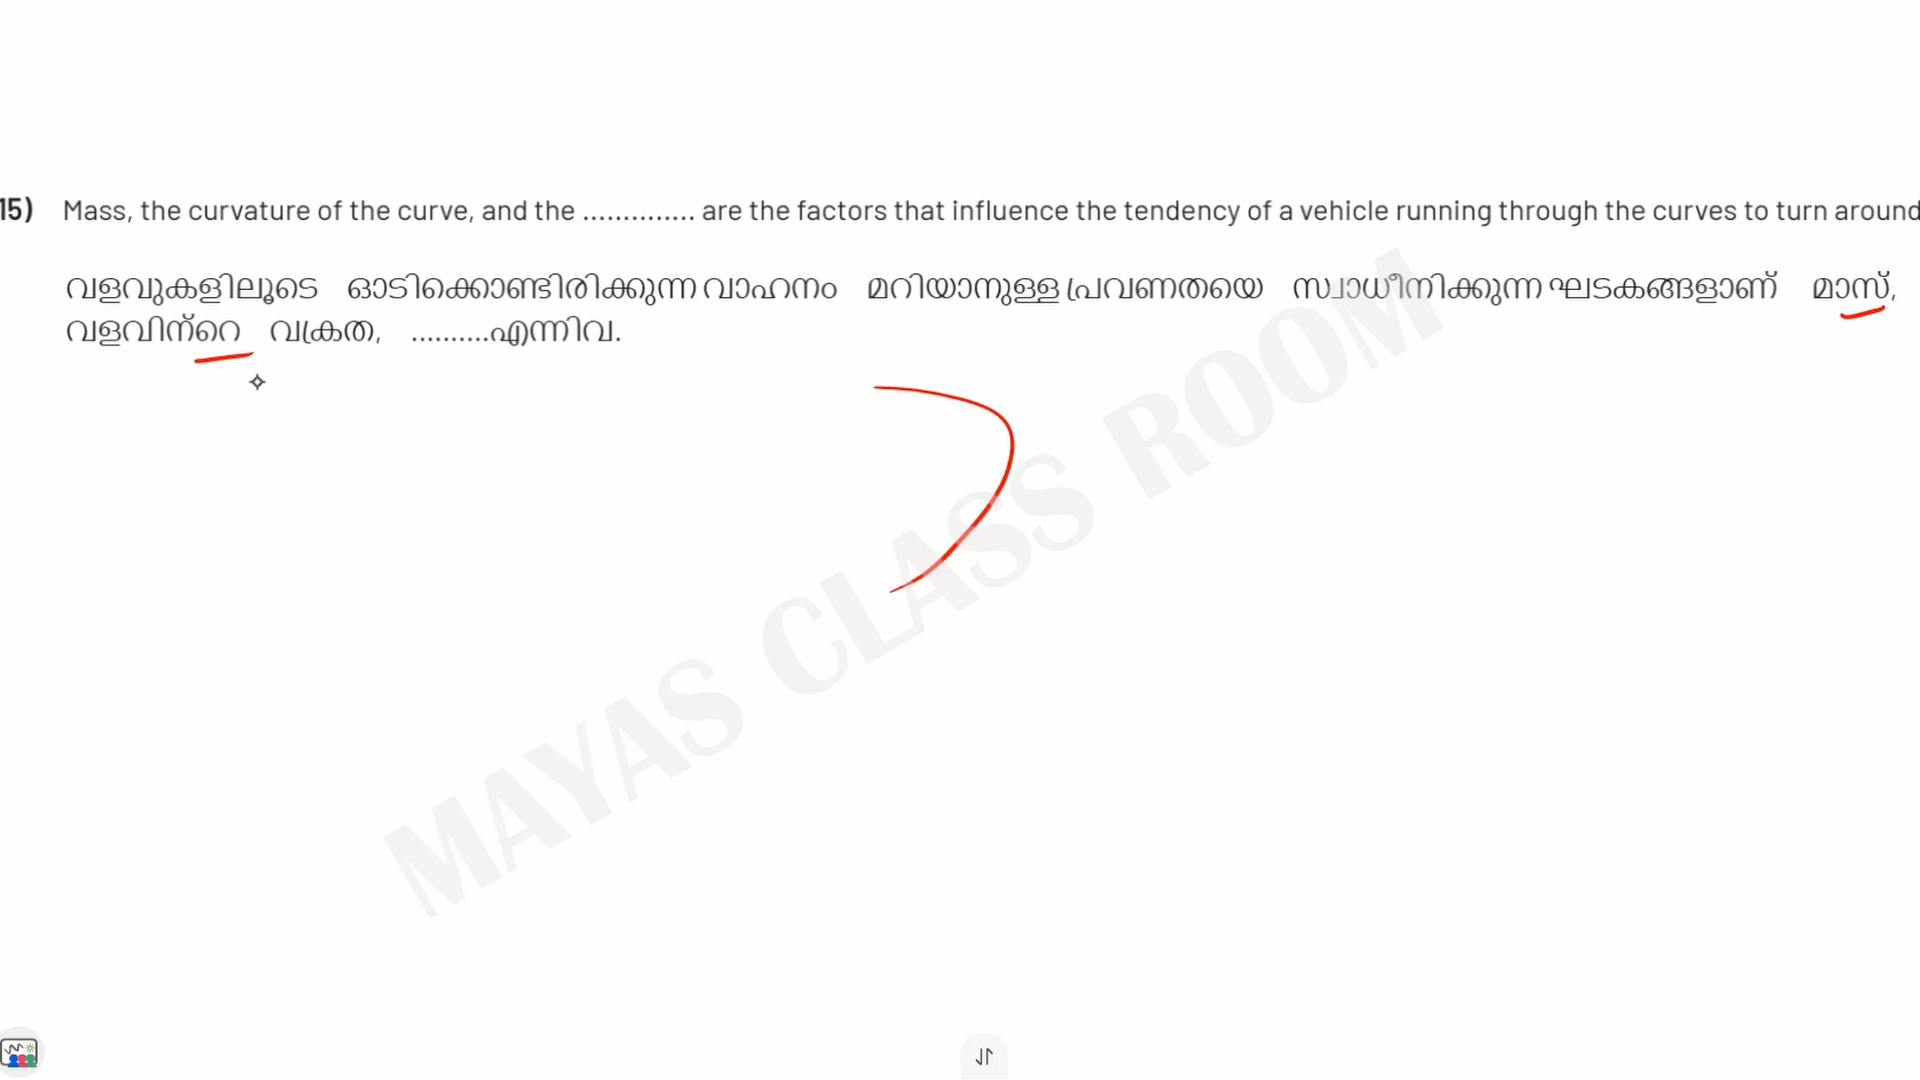 15) Mass, the curvature of the curve, and the .............. are the factors that influence the tendency of a vehicle running through the curves to turn around
വളവുകളിലൂടെ ഓടിക്കൊണ്ടിരിക്കുന്ന വാഹനം മറിയാനുള്ള പ്രവണതയെ സ്വാധീനിക്കുന്ന ഘടകങ്ങളാണ് മാസ്,
വളവിന്റെ വക്രത, ..........എന്നിവ.
MAYAS CLASS ROOM